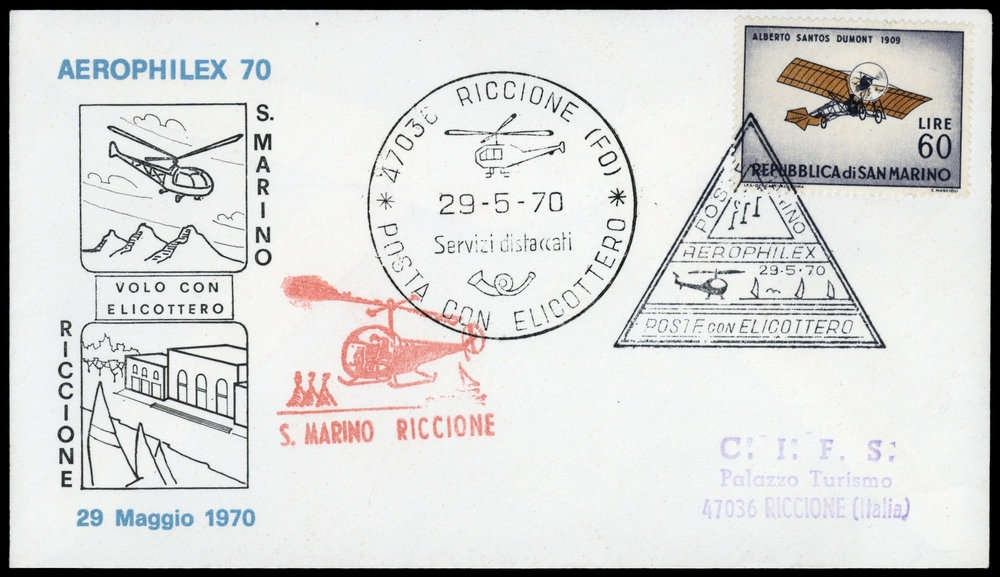 AEROPHILEX 70
S. MARINO
VOLO CON
ELICOTTERO
RICCIONE
29 Maggio 1970
* 47036 RICCIONE (FO) *
29-5-70
Servizi distaccati
POSTA CON ELICOTTERO
S. MARINO RICCIONE
ALBERTO SANTOS DUMONT 1909
LIRE
60
REPUBBLICA di SAN MARINO
AEROPHILEX
29·5·70
POSTE CON ELICOTTERO
C. I. F. S.
Palazzo Turismo
47036 RICCIONE (Italia)